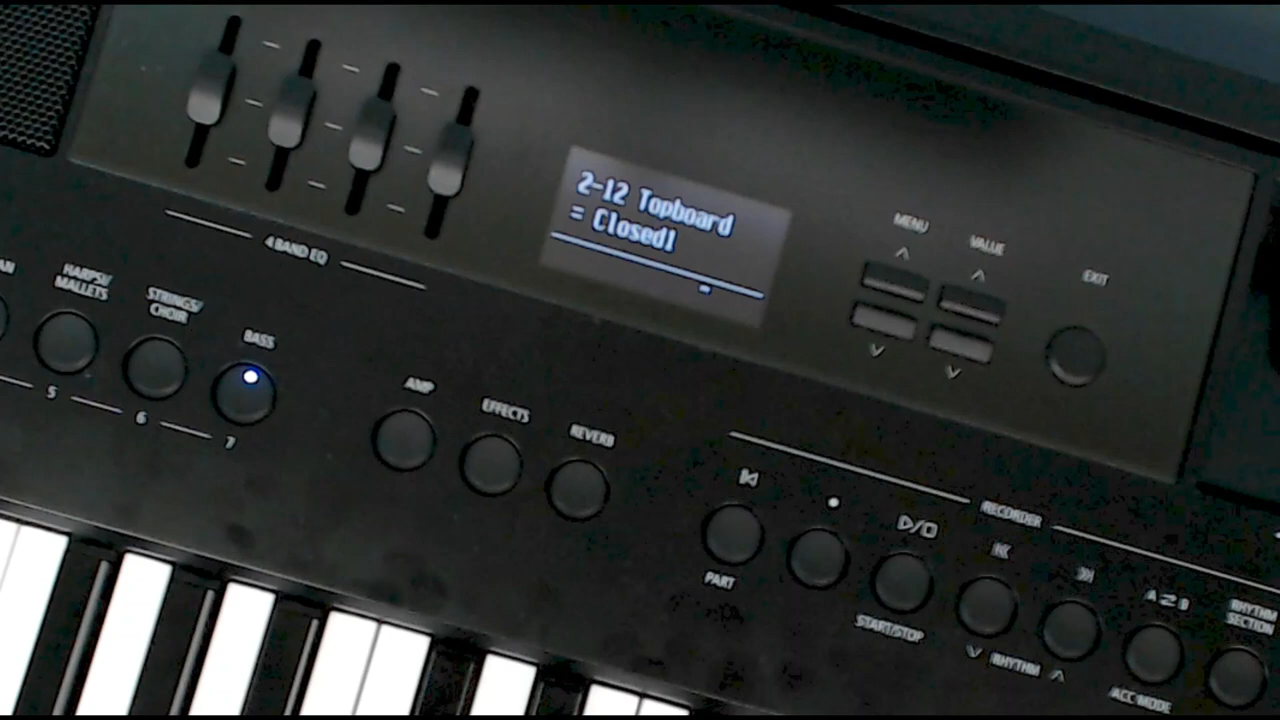 2-12 Topboard
= Closed1
MENU
VALUE
EXIT
4 BAND EQ
HARPS/
MALLETS
STRINGS/
CHOIR
BASS
5
6
7
AMP
EFFECTS
REVERB
RECORDER
PART
START/STOP
RHYTHM
A B
ACC MODE
RHYTHM
SECTION